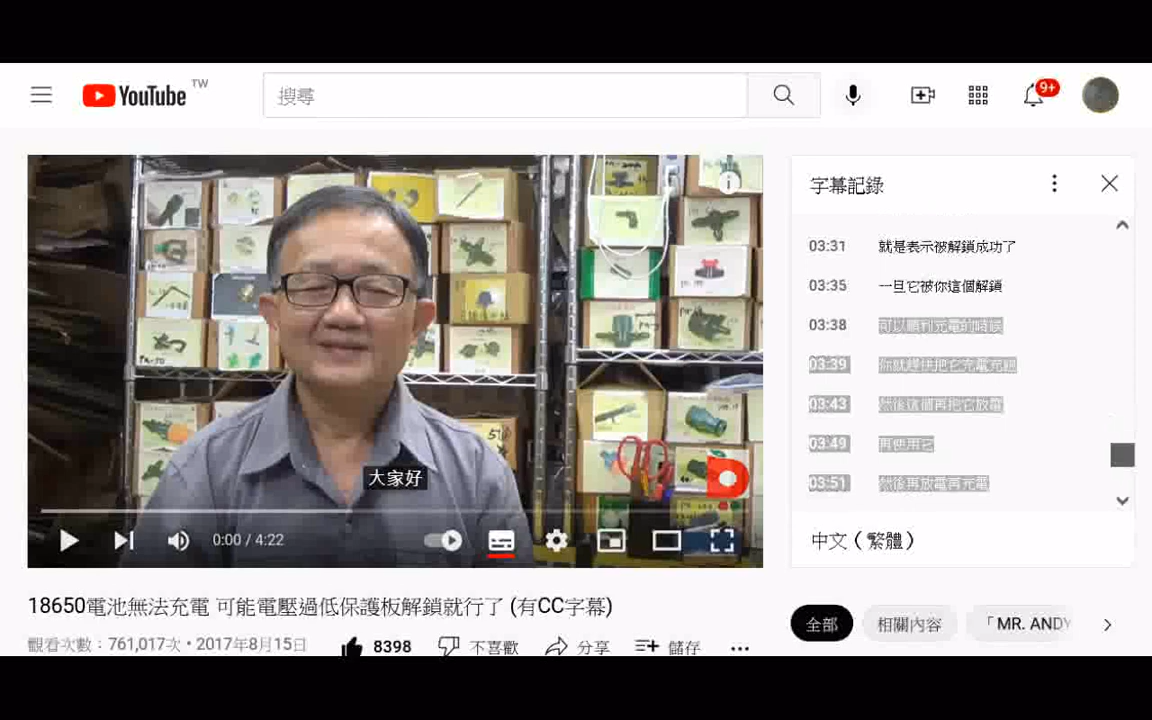 YouTube TW
搜尋
9+
字幕記錄
03:31 就是表示被解鎖成功了
03:35 一旦它被你這個解鎖
03:38 可以順利充電的時候
03:39 你就趕快把它充電充飽
03:43 然後這個再把它放電
03:49 再使用它
03:51 然後再放電再充電
中文（繁體）
大家好
0:00 / 4:22
18650電池無法充電 可能電壓過低保護板解鎖就行了 (有CC字幕)
觀看次數：761,017次 • 2017年8月15日
8398 不喜歡 分享 儲存
全部 相關內容 「MR. ANDY